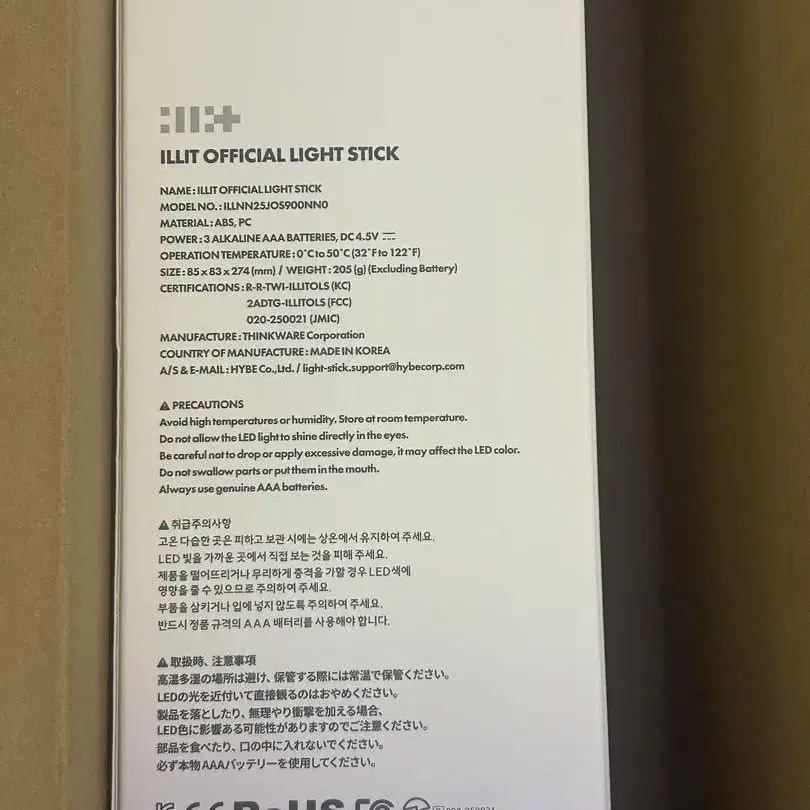 ILLIT OFFICIAL LIGHT STICK
NAME : ILLIT OFFICIAL LIGHT STICK
MODEL NO. : ILLNN25JOS900NN0
MATERIAL : ABS, PC
POWER : 3 ALKALINE AAA BATTERIES, DC 4.5V ⎓
OPERATION TEMPERATURE : 0°C to 50°C (32°F to 122°F)
SIZE : 85 x 83 x 274 (mm) / WEIGHT : 205 (g) (Excluding Battery)
CERTIFICATIONS : R-R-TWI-ILLITOLS (KC)
2ADTG-ILLITOLS (FCC)
020-250021 (JMIC)
MANUFACTURE : THINKWARE Corporation
COUNTRY OF MANUFACTURE : MADE IN KOREA
A/S & E-MAIL : HYBE Co.,Ltd. / light-stick.support@hybecorp.com
⚠ PRECAUTIONS
Avoid high temperatures or humidity. Store at room temperature.
Do not allow the LED light to shine directly in the eyes.
Be careful not to drop or apply excessive damage, it may affect the LED color.
Do not swallow parts or put them in the mouth.
Always use genuine AAA batteries.
⚠ 취급주의사항
고온 다습한 곳은 피하고 보관 시에는 상온에서 유지하여 주세요.
LED 빛을 가까운 곳에서 직접 보는 것을 피해 주세요.
제품을 떨어뜨리거나 무리하게 충격을 가할 경우 LED색에
영향을 줄 수 있으므로 주의하여 주세요.
부품을 삼키거나 입에 넣지 않도록 주의하여 주세요.
반드시 정품 규격의 AAA 배터리를 사용해야 합니다.
⚠ 取扱時、注意事項
高温多湿の場所は避け、保管する際には常温で保管ください。
LEDの光を近付いて直接観るのはおやめください。
製品を落としたり、無理やり衝撃を加える場合、
LED色に影響ある可能性がありますのでご注意ください。
部品を食べたり、口の中に入れないでください。
必ず本物AAAバッテリーを使用してください。